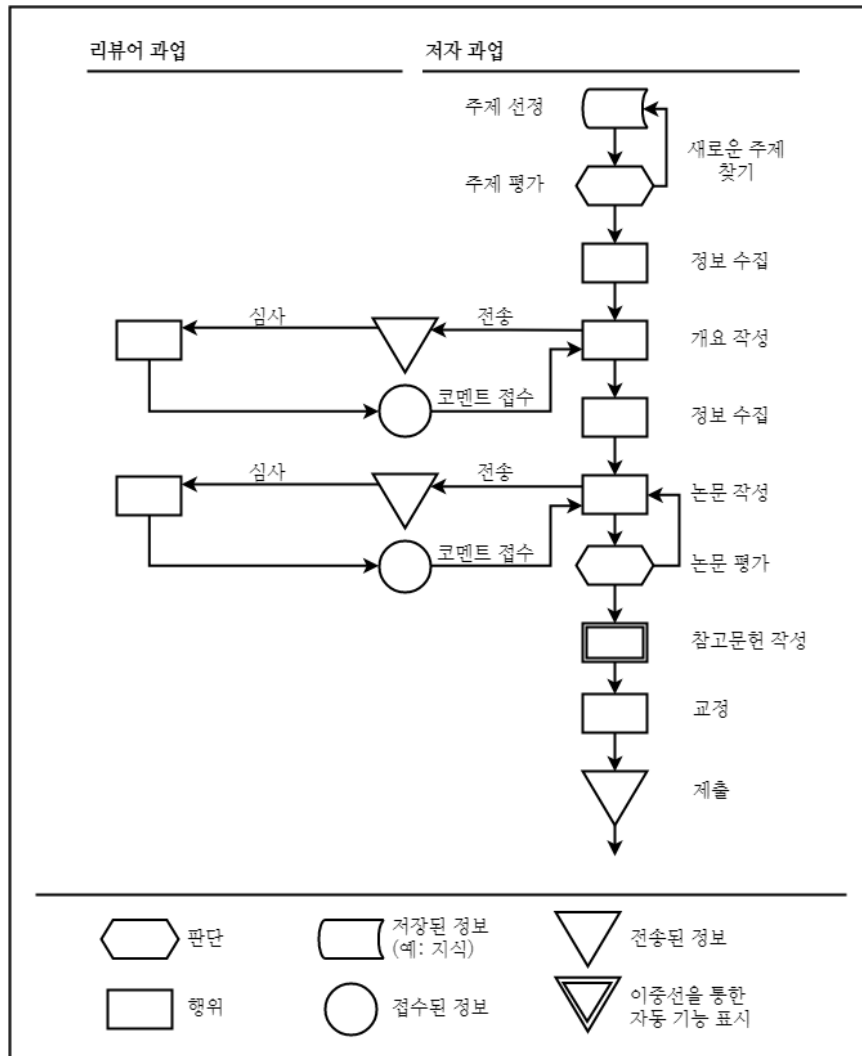 리뷰어 과업
저자 과업
주제 선정
새로운 주제
찾기
주제 평가
정보 수집
심사
전송
개요 작성
코멘트 접수
정보 수집
심사
전송
논문 작성
코멘트 접수
논문 평가
참고문헌 작성
교정
제출
판단
저장된 정보
(예: 지식)
전송된 정보
행위
접수된 정보
이중선을 통한
자동 기능 표시